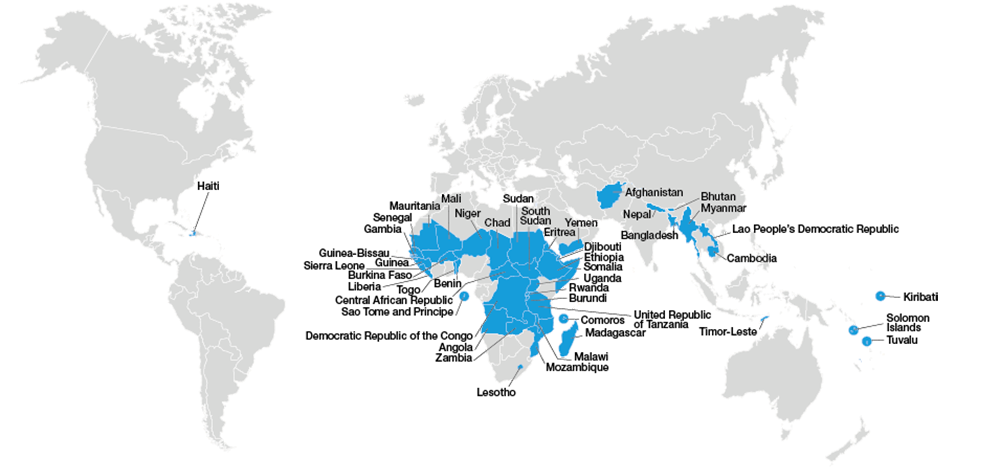 Haiti
Mauritania
Mali
Niger
Chad
Sudan
South
Sudan
Eritrea
Yemen
Senegal
Gambia
Guinea-Bissau
Guinea
Sierra Leone
Burkina Faso
Liberia
Togo
Benin
Central African Republic
Sao Tome and Principe
Democratic Republic of the Congo
Angola
Zambia
Lesotho
Djibouti
Ethiopia
Somalia
Uganda
Rwanda
Burundi
United Republic
of Tanzania
Comoros
Madagascar
Malawi
Mozambique
Afghanistan
Nepal
Bangladesh
Bhutan
Myanmar
Lao People's Democratic Republic
Cambodia
Timor-Leste
Kiribati
Solomon
Islands
Tuvalu